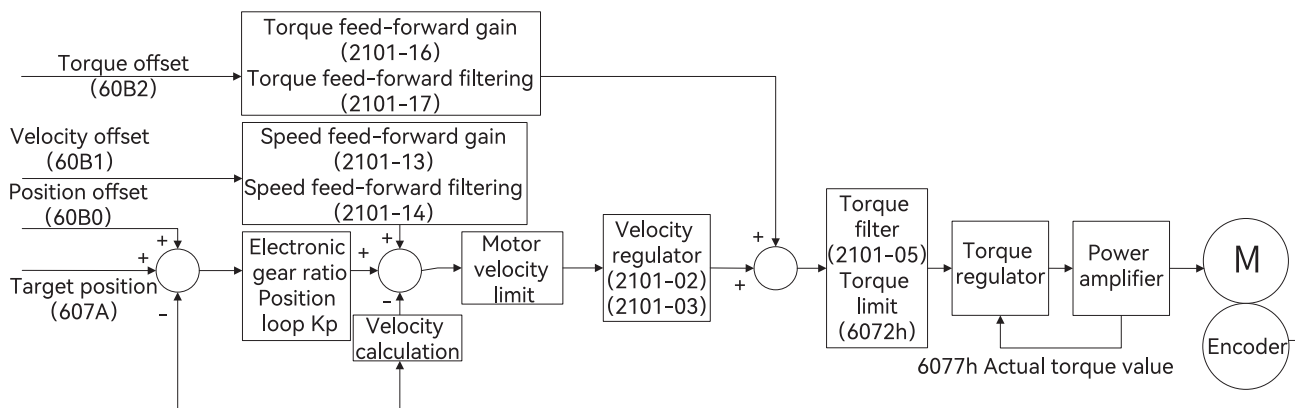 Torque offset
(60B2)
Torque feed-forward gain
(2101-16)
Torque feed-forward filtering
(2101-17)
Velocity offset
(60B1)
Speed feed-forward gain
(2101-13)
Speed feed-forward filtering
(2101-14)
Position offset
(60B0)
+
+
Target position
(607A)
-
Electronic
gear ratio
Position
loop Kp
+
+
-
Velocity
calculation
Motor
velocity
limit
Velocity
regulator
(2101-02)
(2101-03)
+
+
Torque
filter
(2101-05)
Torque
limit
(6072h)
Torque
regulator
Power
amplifier
6077h Actual torque value
M
Encoder